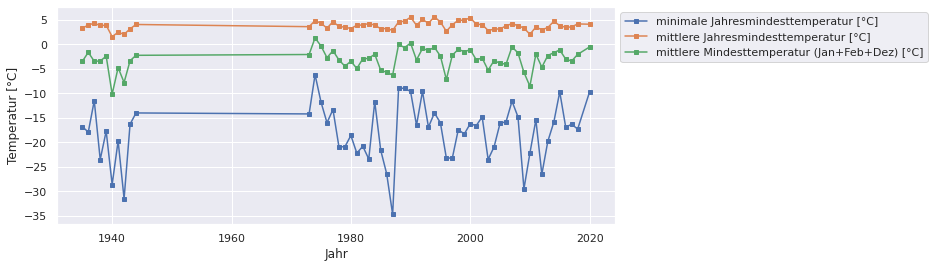 5
0
−5
−10
−15
−20
−25
−30
−35
Temperatur [°C]
1940 1960 1980 2000 2020
Jahr
minimale Jahresmindesttemperatur [°C]
mittlere Jahresmindesttemperatur [°C]
mittlere Mindesttemperatur (Jan+Feb+Dez) [°C]